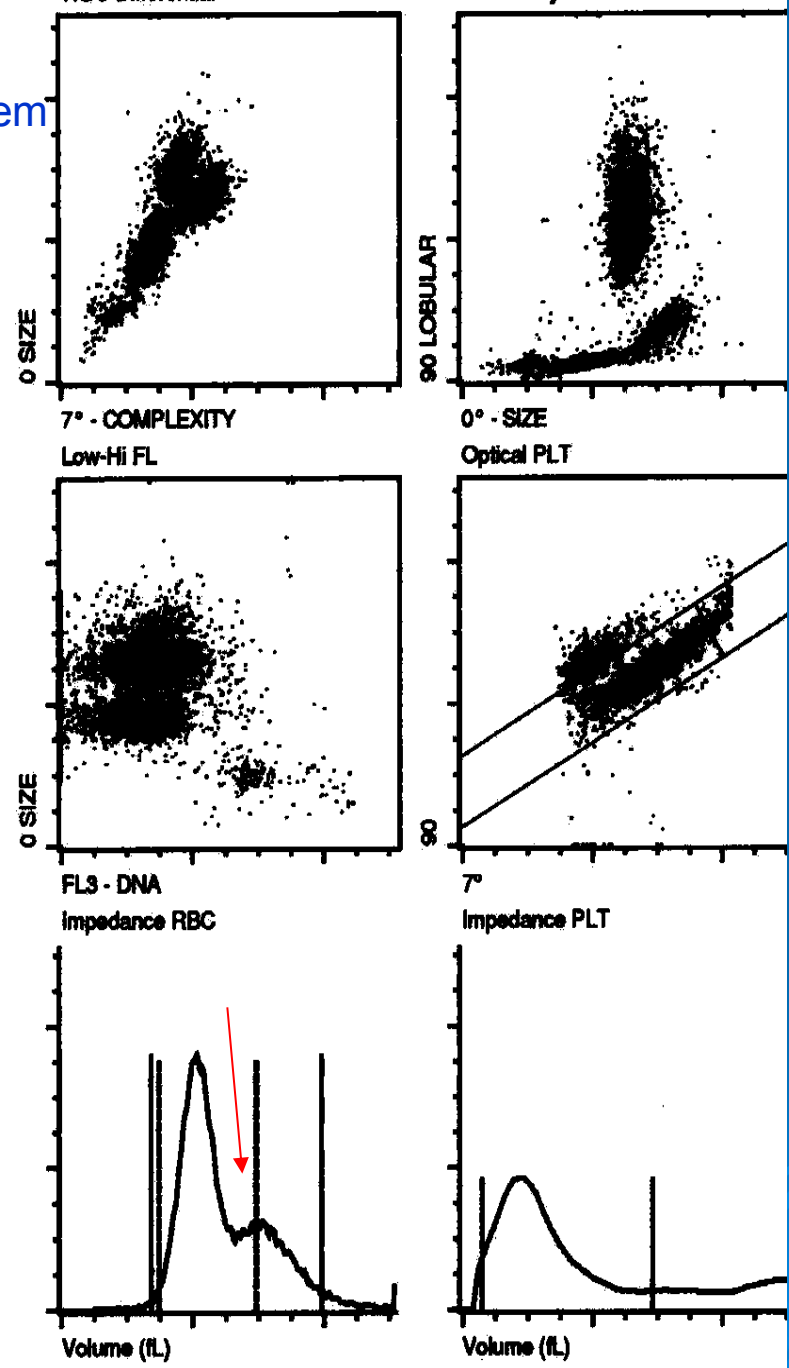 em
0 SIZE
90 LOBULAR
7° - COMPLEXITY
0° - SIZE
Low-Hi FL
Optical PLT
0 SIZE
90
FL3 - DNA
7°
Impedance RBC
Impedance PLT
Volume (fL)
Volume (fL)